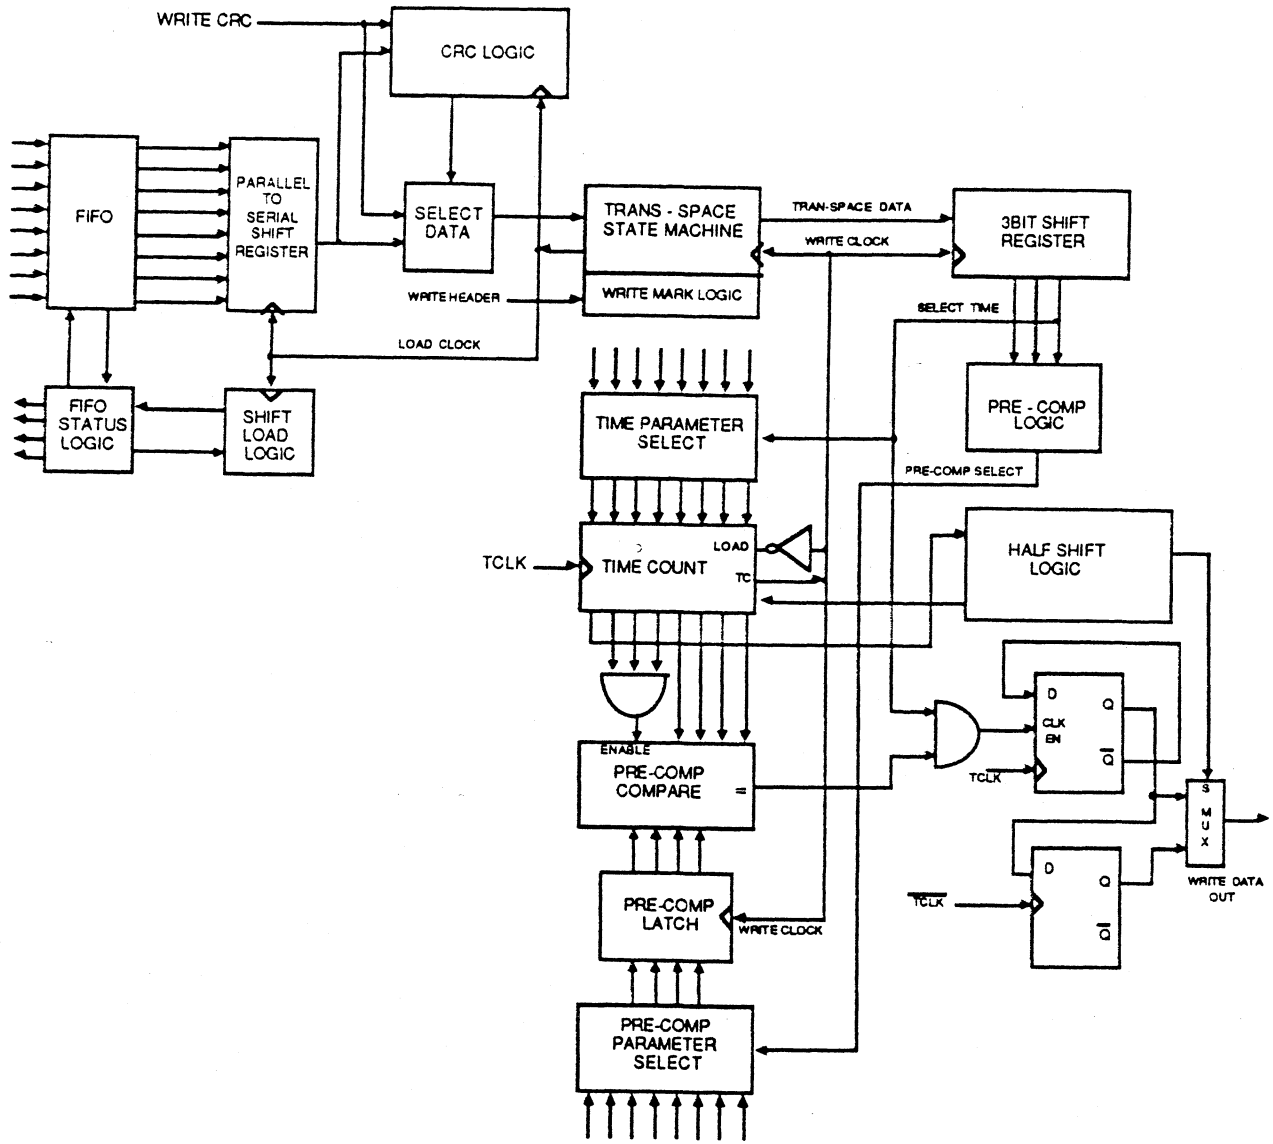 WRITE CRC
CRC LOGIC
FIFO
PARALLEL
TO
SERIAL
SHIFT
REGISTER
SELECT
DATA
TRANS - SPACE
STATE MACHINE
WRITE MARK LOGIC
TRAN-SPACE DATA
WRITE CLOCK
3BIT SHIFT
REGISTER
WRITE HEADER
LOAD CLOCK
SELECT TIME
FIFO
STATUS
LOGIC
SHIFT
LOAD
LOGIC
TIME PARAMETER
SELECT
PRE - COMP
LOGIC
PRE-COMP SELECT
TCLK
LOAD
TIME COUNT
TC
HALF SHIFT
LOGIC
ENABLE
PRE-COMP
COMPARE
=
D
Q
CLK
EN
Q
TCLK
S
MUX
WRITE DATA
OUT
PRE-COMP
LATCH
WRITE CLOCK
TCLK
D
Q
Q
PRE-COMP
PARAMETER
SELECT